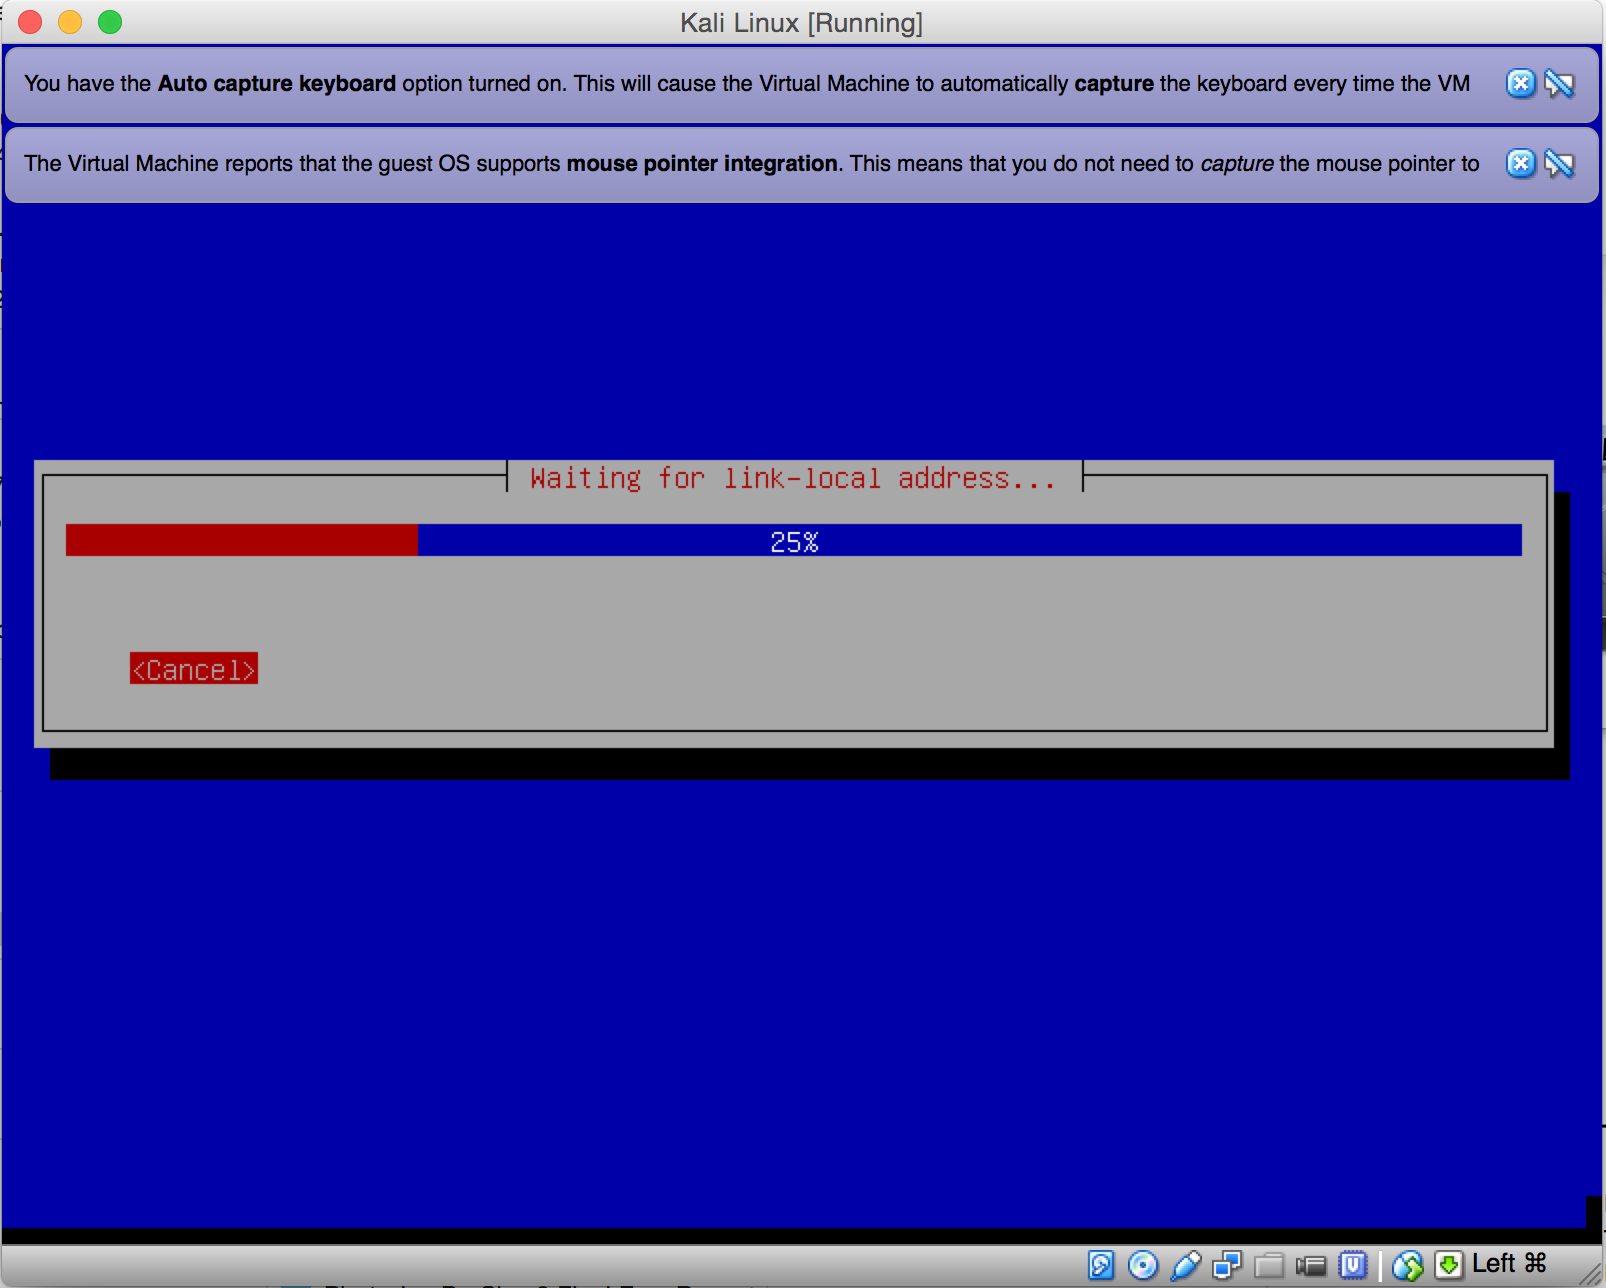 Kali Linux [Running]
You have the Auto capture keyboard option turned on. This will cause the Virtual Machine to automatically capture the keyboard every time the VM
The Virtual Machine reports that the guest OS supports mouse pointer integration. This means that you do not need to capture the mouse pointer to
Waiting for link-local address...
25%
<Cancel>
Left ⌘